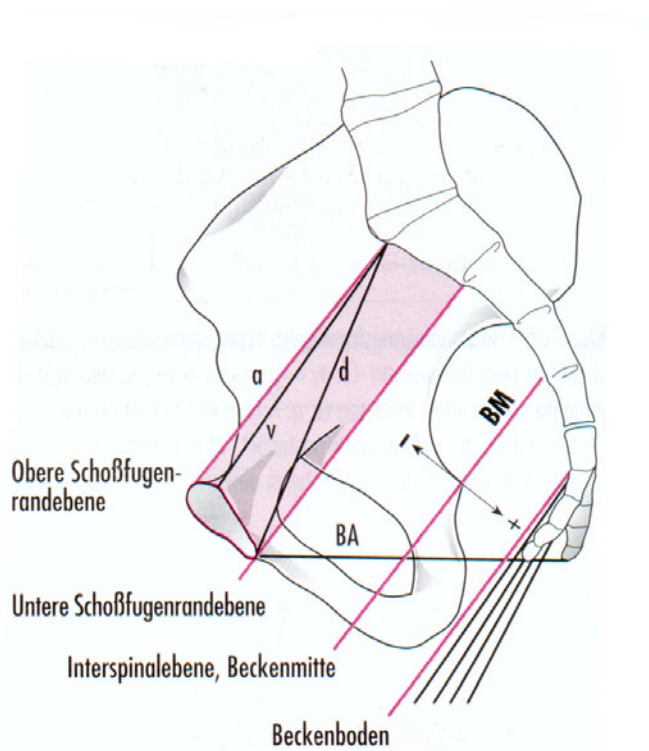 a
d
v
BM
–
+
BA
Obere Schoßfugen-
randebene
Untere Schoßfugenrandebene
Interspinalebene, Beckenmitte
Beckenboden